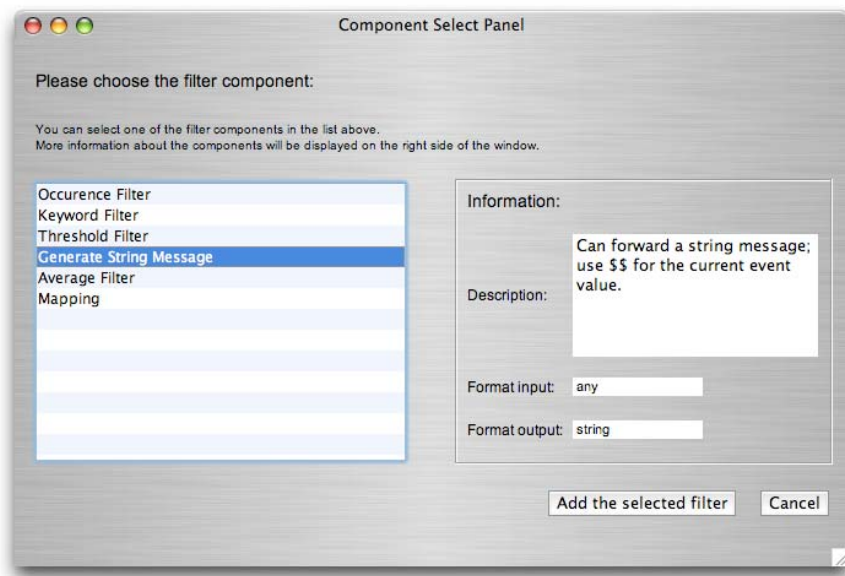 Component Select Panel
Please choose the filter component:
You can select one of the filter components in the list above.
More information about the components will be displayed on the right side of the window.
Occurence Filter
Keyword Filter
Threshold Filter
Generate String Message
Average Filter
Mapping
Information:
Description:
Can forward a string message;
use $$ for the current event
value.
Format input:
any
Format output:
string
Add the selected filter
Cancel